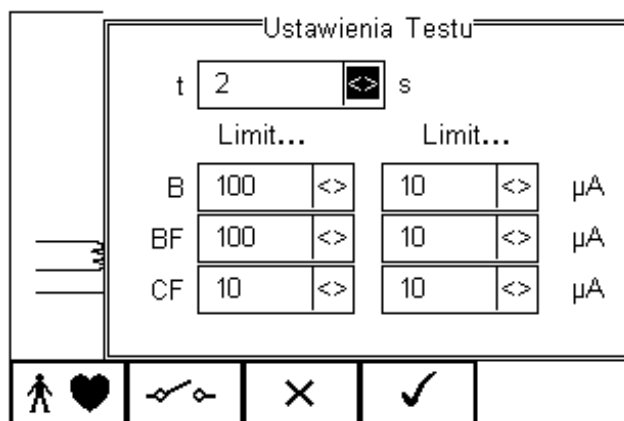 Ustawienia Testu
t 2 <> s
Limit... Limit...
B 100 <> 10 <> µA
BF 100 <> 10 <> µA
CF 10 <> 10 <> µA